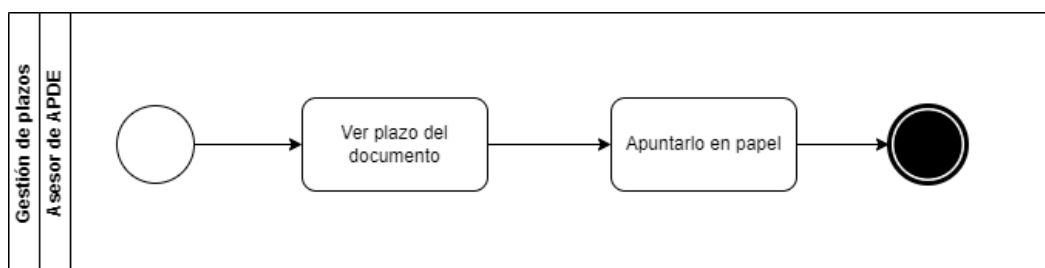 Gestión de plazos
Asesor de APDE
Ver plazo del
documento
Apuntarlo en papel